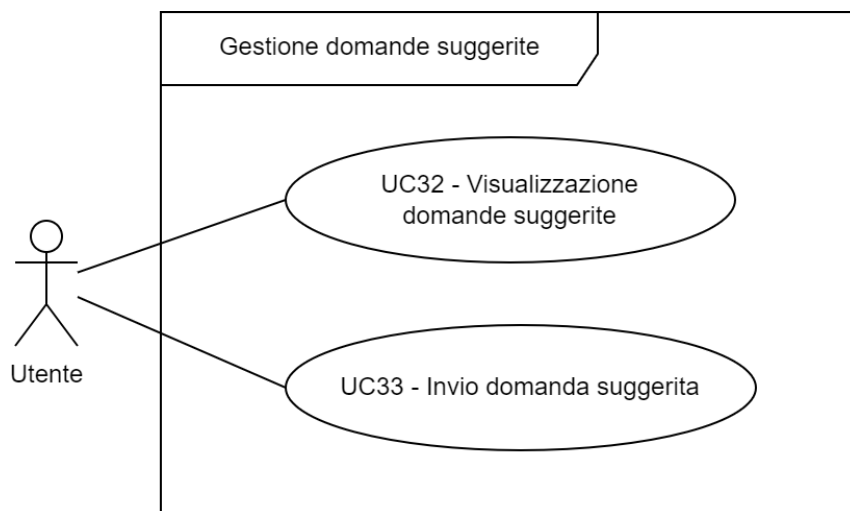 Gestione domande suggerite
UC32 - Visualizzazione
domande suggerite
Utente
UC33 - Invio domanda suggerita